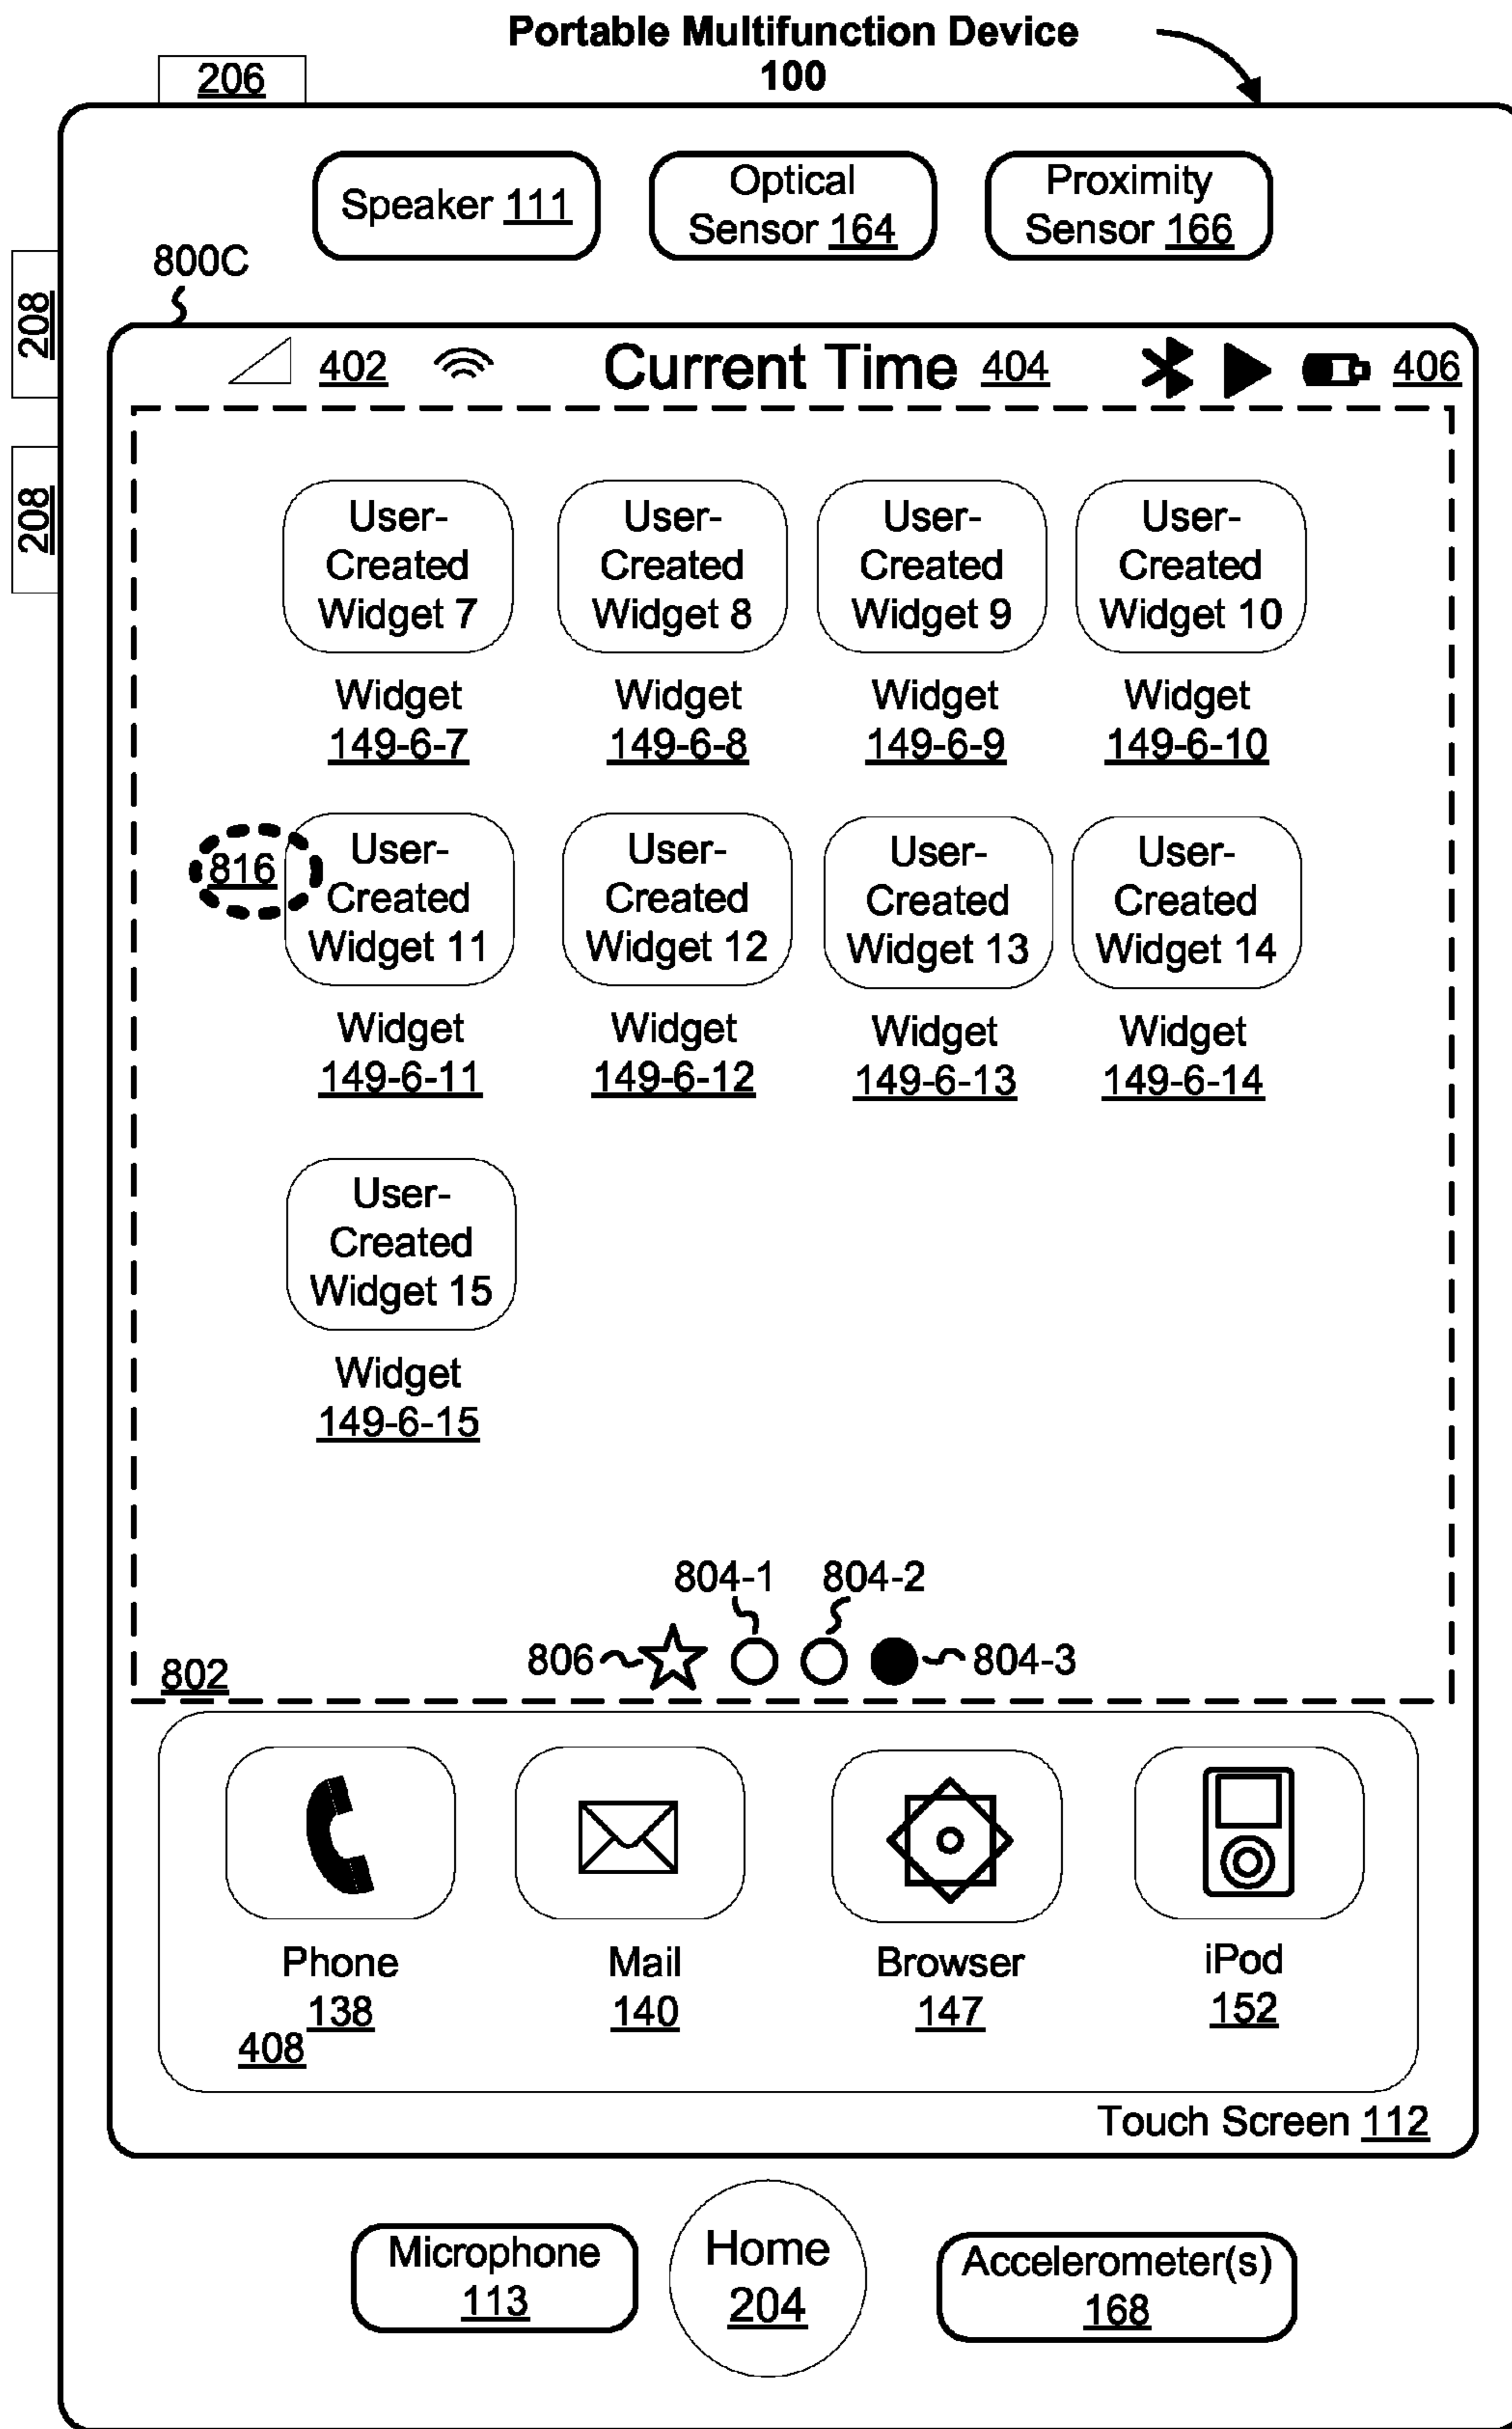 Portable Multifunction Device
100
206
Speaker 111
Optical
Sensor 164
Proximity
Sensor 166
800C
208
208
402
Current Time 404
406
User-
Created
Widget 7
User-
Created
Widget 8
User-
Created
Widget 9
User-
Created
Widget 10
Widget
149-6-7
Widget
149-6-8
Widget
149-6-9
Widget
149-6-10
816
User-
Created
Widget 11
User-
Created
Widget 12
User-
Created
Widget 13
User-
Created
Widget 14
Widget
149-6-11
Widget
149-6-12
Widget
149-6-13
Widget
149-6-14
User-
Created
Widget 15
Widget
149-6-15
804-1
804-2
806
804-3
802
Phone
138
Mail
140
Browser
147
iPod
152
408
Touch Screen 112
Microphone
113
Home
204
Accelerometer(s)
168